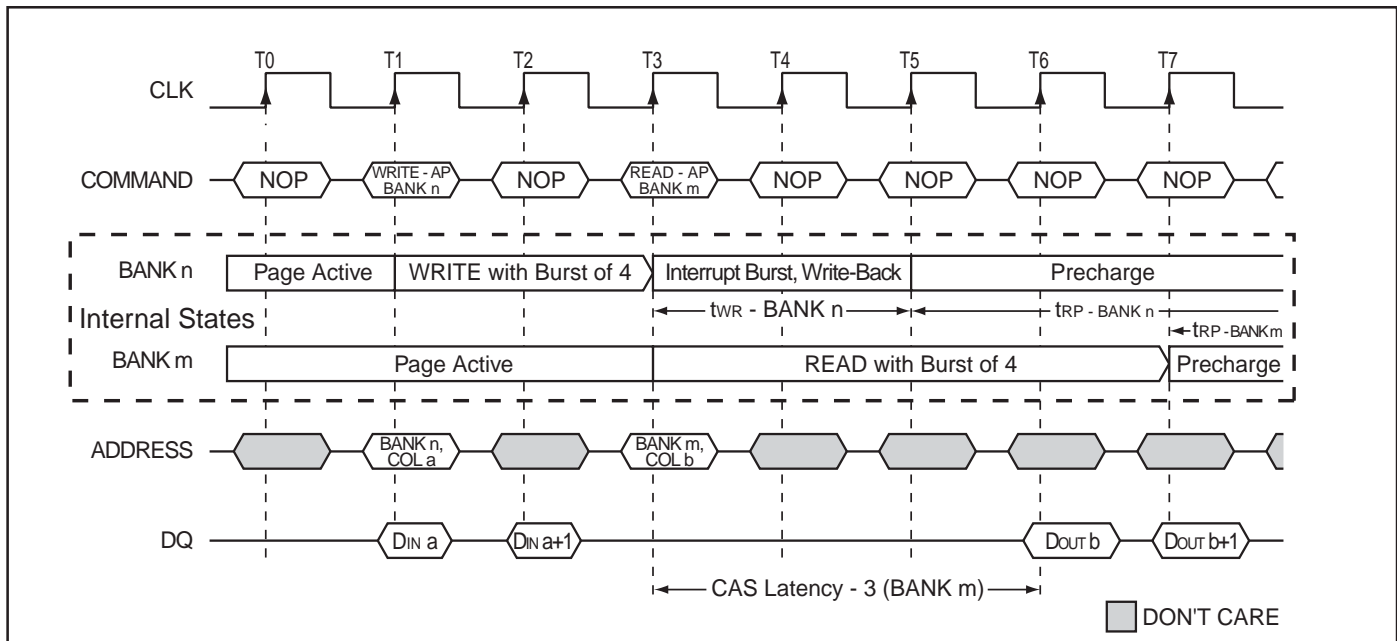 T0 T1 T2 T3 T4 T5 T6 T7
CLK
COMMAND NOP WRITE - AP BANK n NOP READ - AP BANK m NOP NOP NOP NOP
BANK n Page Active WRITE with Burst of 4 Interrupt Burst, Write-Back Precharge
tWR - BANK n tRP - BANK n
Internal States
tRP - BANK m
BANK m Page Active READ with Burst of 4 Precharge
ADDRESS BANK n, COL a BANK m, COL b
DQ DIN a DIN a+1 DOUT b DOUT b+1
CAS Latency - 3 (BANK m)
DON'T CARE